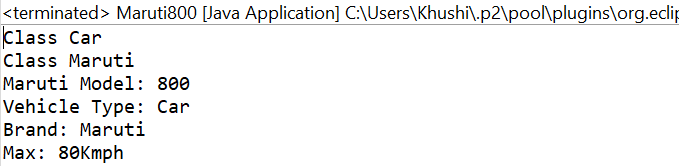 <terminated> Maruti800 [Java Application] C:\Users\Khushi\.p2\pool\plugins\org.eclip
Class Car
Class Maruti
Maruti Model: 800
Vehicle Type: Car
Brand: Maruti
Max: 80Kmph